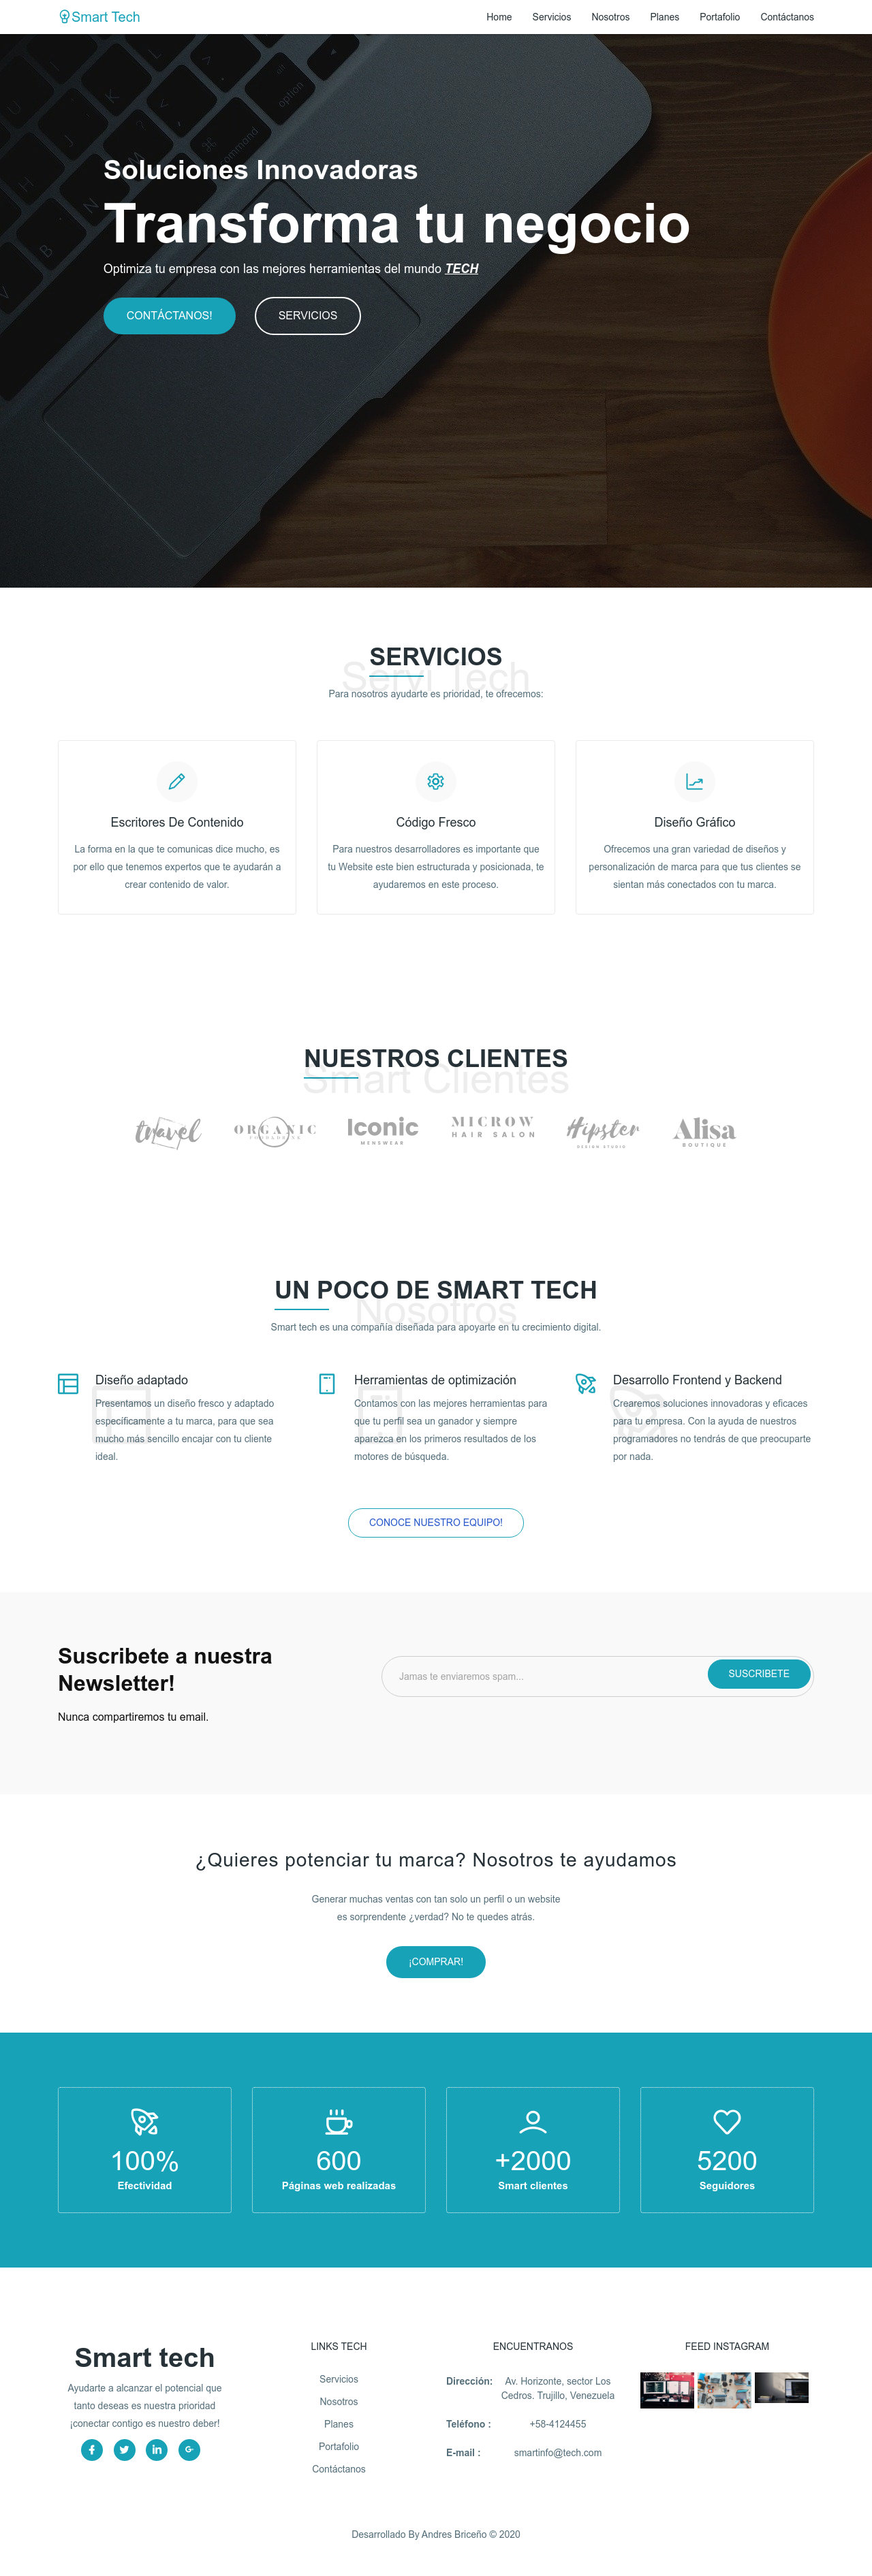 Smart Tech
Home Servicios Nosotros Planes Portafolio Contáctanos
Soluciones Innovadoras
Transforma tu negocio
Optimiza tu empresa con las mejores herramientas del mundo TECH
CONTÁCTANOS! SERVICIOS
SERVICIOS
Servi Tech
Para nosotros ayudarte es prioridad, te ofrecemos:
Escritores De Contenido
La forma en la que te comunicas dice mucho, es
por ello que tenemos expertos que te ayudarán a
crear contenido de valor.
Código Fresco
Para nuestros desarrolladores es importante que
tu Website este bien estructurada y posicionada, te
ayudaremos en este proceso.
Diseño Gráfico
Ofrecemos una gran variedad de diseños y
personalización de marca para que tus clientes se
sientan más conectados con tu marca.
NUESTROS CLIENTES
Smart Clientes
travel
ORGANIC
Iconic
MENSWEAR
MICROW
HAIR SALON
Hipster
DESIGN STUDIO
Alisa
BOUTIQUE
UN POCO DE SMART TECH
Nosotros
Smart tech es una compañía diseñada para apoyarte en tu crecimiento digital.
Diseño adaptado
Presentamos un diseño fresco y adaptado
específicamente a tu marca, para que sea
mucho más sencillo encajar con tu cliente
ideal.
Herramientas de optimización
Contamos con las mejores herramientas para
que tu perfil sea un ganador y siempre
aparezca en los primeros resultados de los
motores de búsqueda.
Desarrollo Frontend y Backend
Crearemos soluciones innovadoras y eficaces
para tu empresa. Con la ayuda de nuestros
programadores no tendrás de que preocuparte
por nada.
CONOCE NUESTRO EQUIPO!
Suscribete a nuestra
Newsletter!
Nunca compartiremos tu email.
Jamas te enviaremos spam...
SUSCRIBETE
¿Quieres potenciar tu marca? Nosotros te ayudamos
Generar muchas ventas con tan solo un perfil o un website
es sorprendente ¿verdad? No te quedes atrás.
¡COMPRAR!
100%
Efectividad
600
Páginas web realizadas
+2000
Smart clientes
5200
Seguidores
Smart tech
Ayudarte a alcanzar el potencial que
tanto deseas es nuestra prioridad
¡conectar contigo es nuestro deber!
LINKS TECH
Servicios
Nosotros
Planes
Portafolio
Contáctanos
ENCUENTRANOS
Dirección: Av. Horizonte, sector Los
Cedros. Trujillo, Venezuela
Teléfono : +58-4124455
E-mail : smartinfo@tech.com
FEED INSTAGRAM
Desarrollado By Andres Briceño © 2020